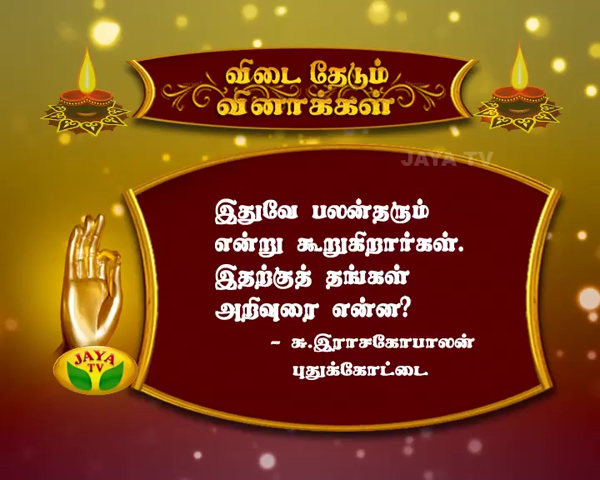 விடை தேடும்
வினாக்கள்
JAYA TV
இதுவே பலன்தரும்
என்று கூறுகிறார்கள்.
இதற்குத் தங்கள்
அறிவுரை என்ன?
- சு.இராசகோபாலன்
புதுக்கோட்டை
JAYA
TV